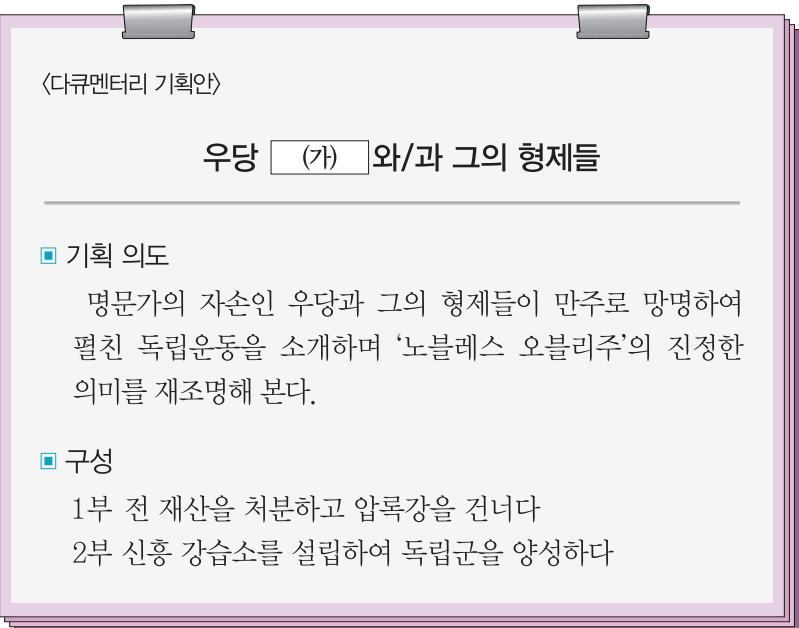 <다큐멘터리 기획안>
우당 (가) 와/과 그의 형제들
▣ 기획 의도
명문가의 자손인 우당과 그의 형제들이 만주로 망명하여
펼친 독립운동을 소개하며 ‘노블레스 오블리주’의 진정한
의미를 재조명해 본다.
▣ 구성
1부 전 재산을 처분하고 압록강을 건너다
2부 신흥 강습소를 설립하여 독립군을 양성하다